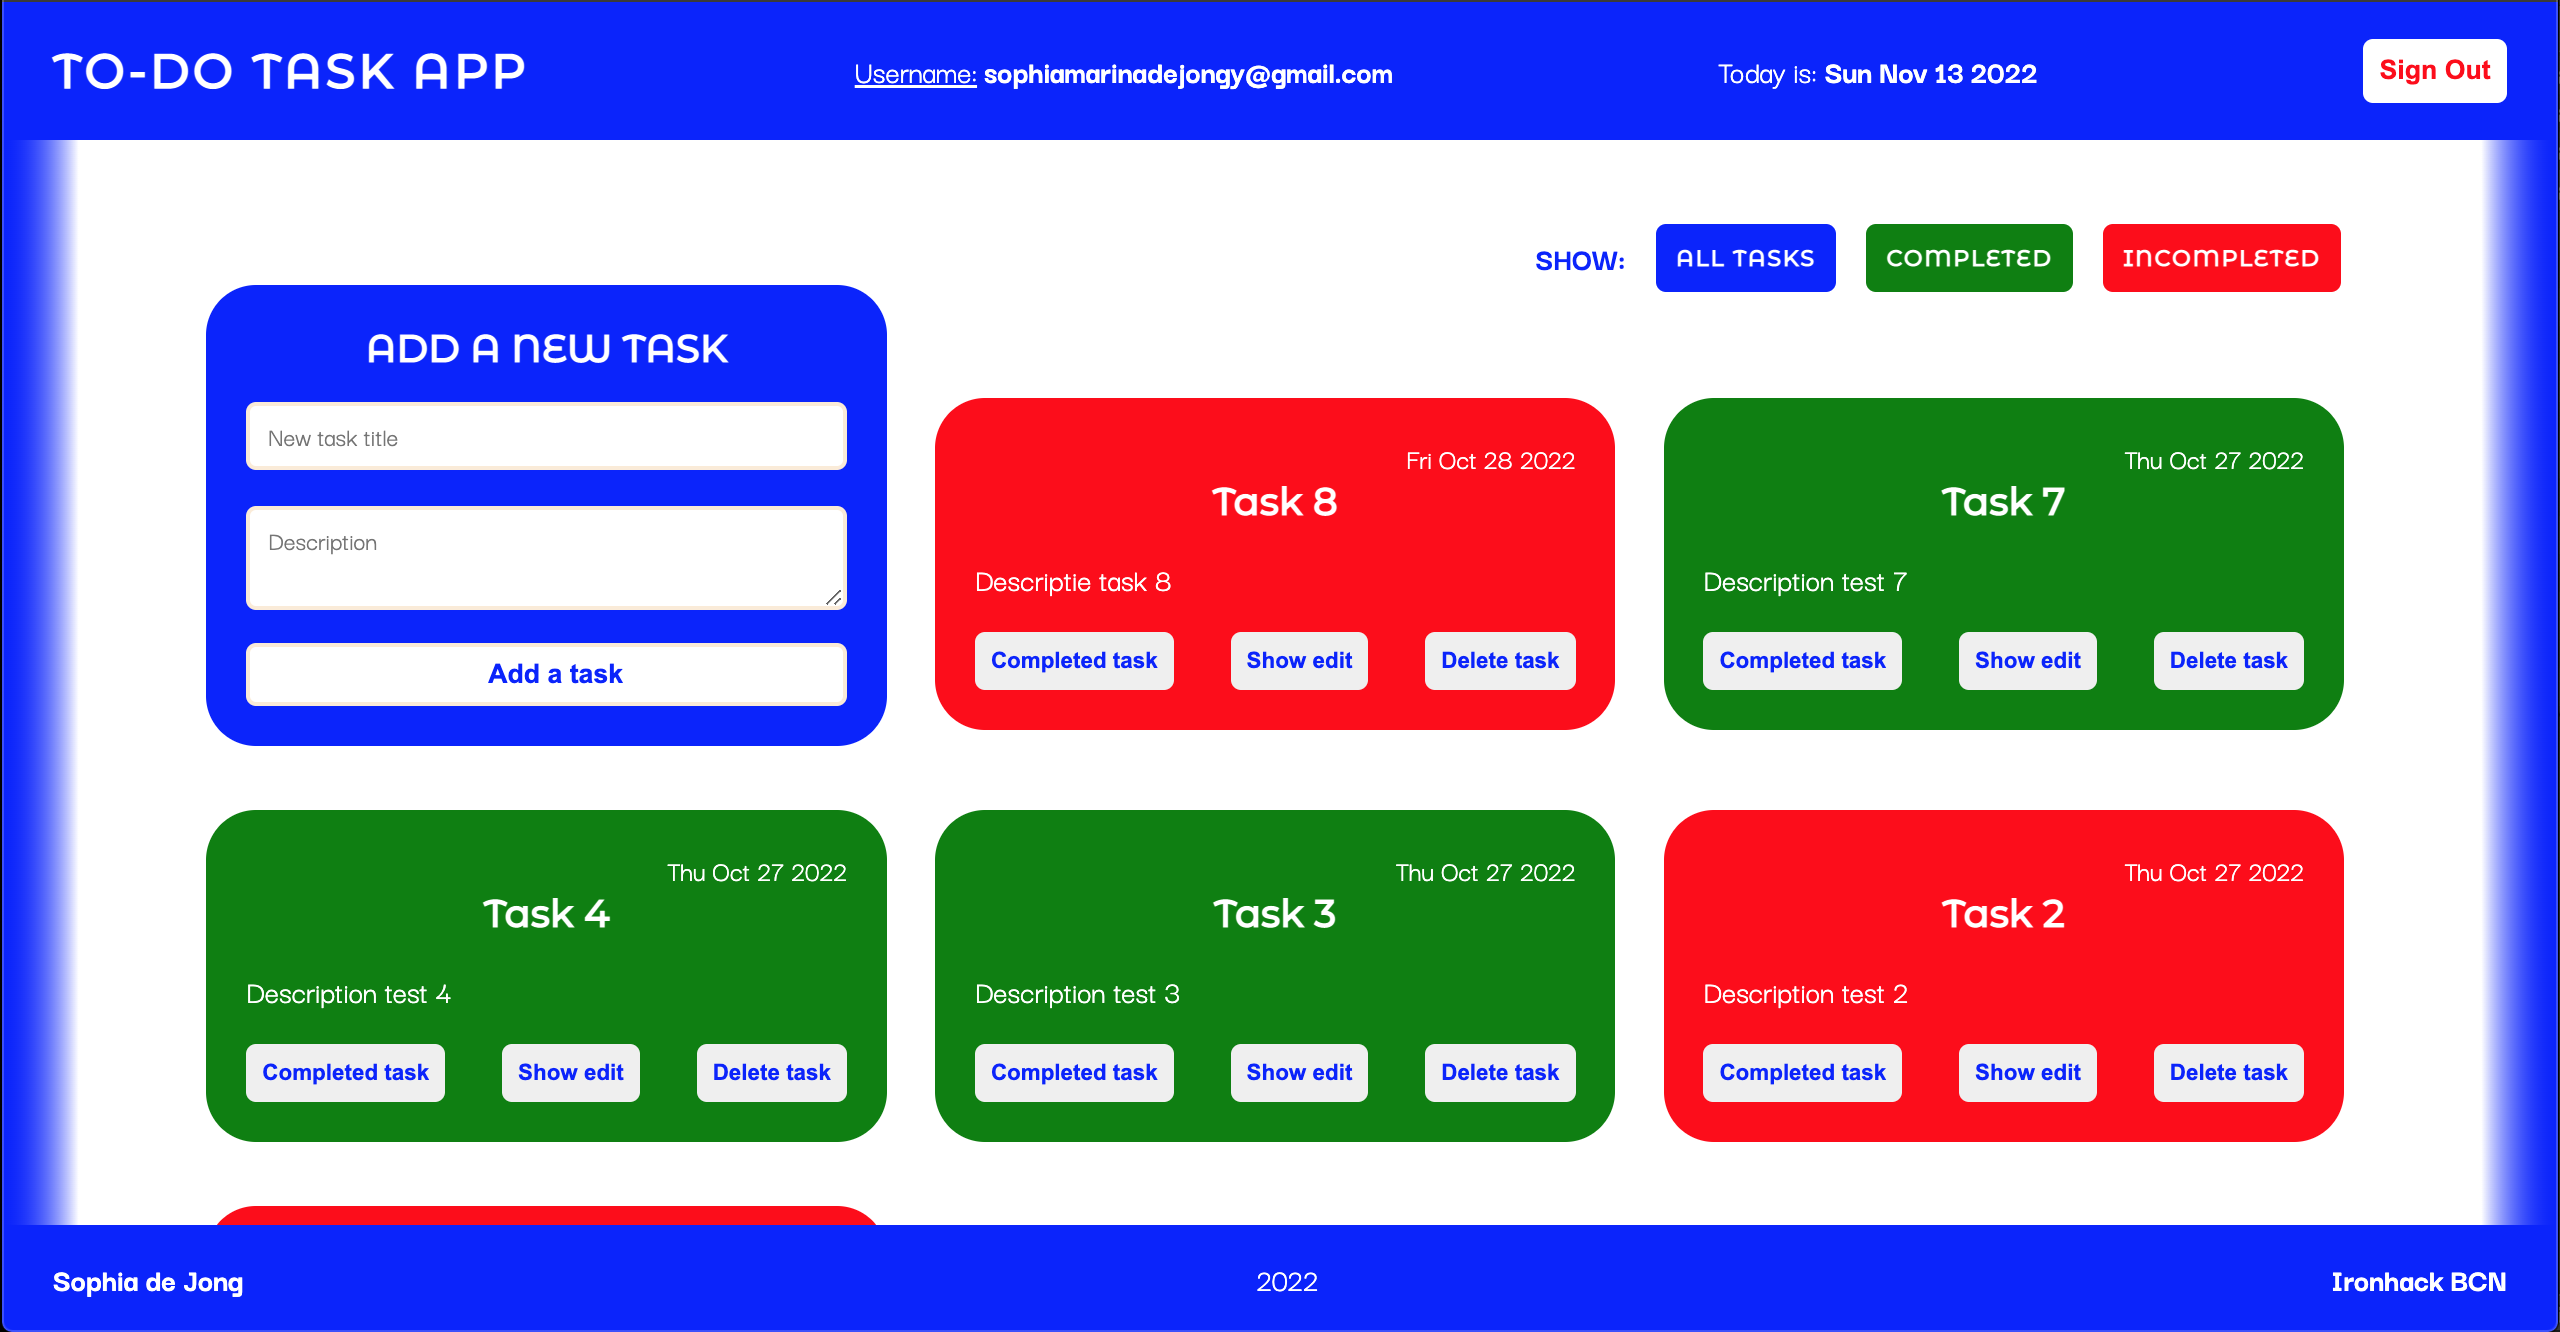 TO-DO TASK APP
Username: sophiamarinadejongy@gmail.com
Today is: Sun Nov 13 2022
Sign Out
SHOW:
ALL TASKS
COMPLETED
INCOMPLETED
ADD A NEW TASK
New task title
Description
Add a task
Fri Oct 28 2022
Task 8
Descriptie task 8
Completed task
Show edit
Delete task
Thu Oct 27 2022
Task 7
Description test 7
Completed task
Show edit
Delete task
Thu Oct 27 2022
Task 4
Description test 4
Completed task
Show edit
Delete task
Thu Oct 27 2022
Task 3
Description test 3
Completed task
Show edit
Delete task
Thu Oct 27 2022
Task 2
Description test 2
Completed task
Show edit
Delete task
Sophia de Jong
2022
Ironhack BCN